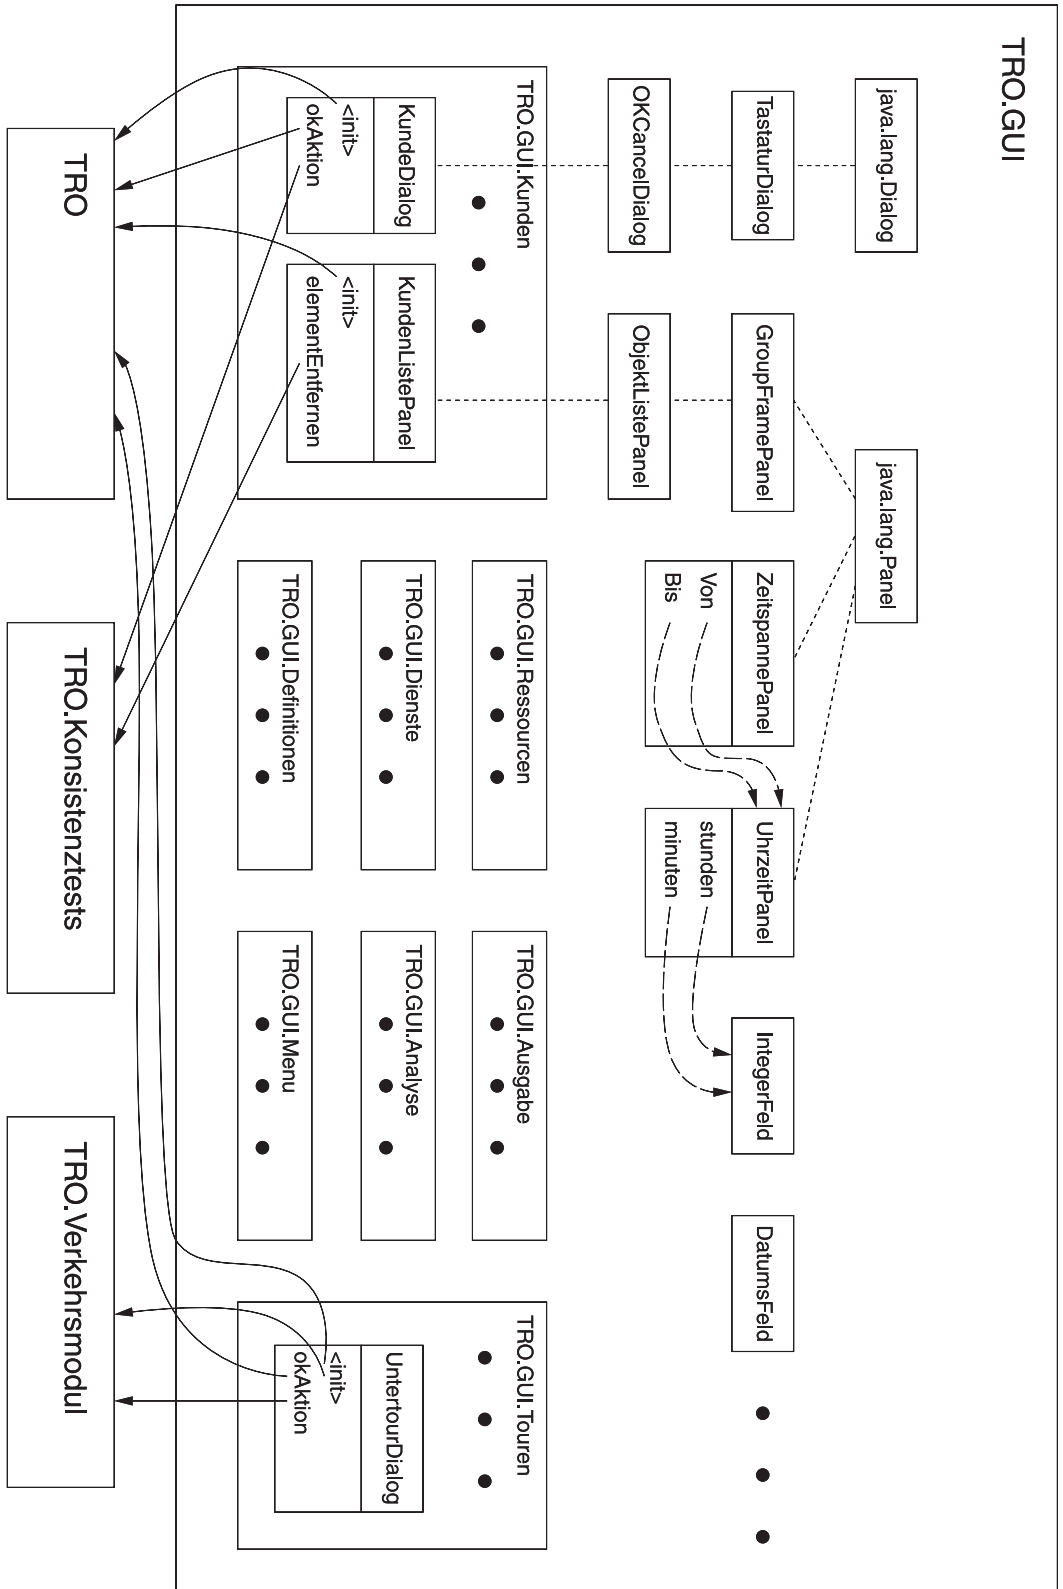 TRO.GUI
java.lang.Dialog
java.lang.Panel
TastaturDialog
GroupFramePanel
ZeitspannePanel
Von
Bis
UhrzeitPanel
stunden
minuten
IntegerFeld
DatumsFeld
OKCancelDialog
ObjektListePanel
TRO.GUI.Kunden
KundeDialog
<init>
okAktion
KundenListePanel
<init>
elementEntfernen
TRO.GUI.Ressourcen
TRO.GUI.Dienste
TRO.GUI.Definitionen
TRO.GUI.Ausgabe
TRO.GUI.Analyse
TRO.GUI.Menu
TRO.GUI.Touren
UntertourDialog
<init>
okAktion
TRO
TRO.Konsistenztests
TRO.Verkehrsmodul